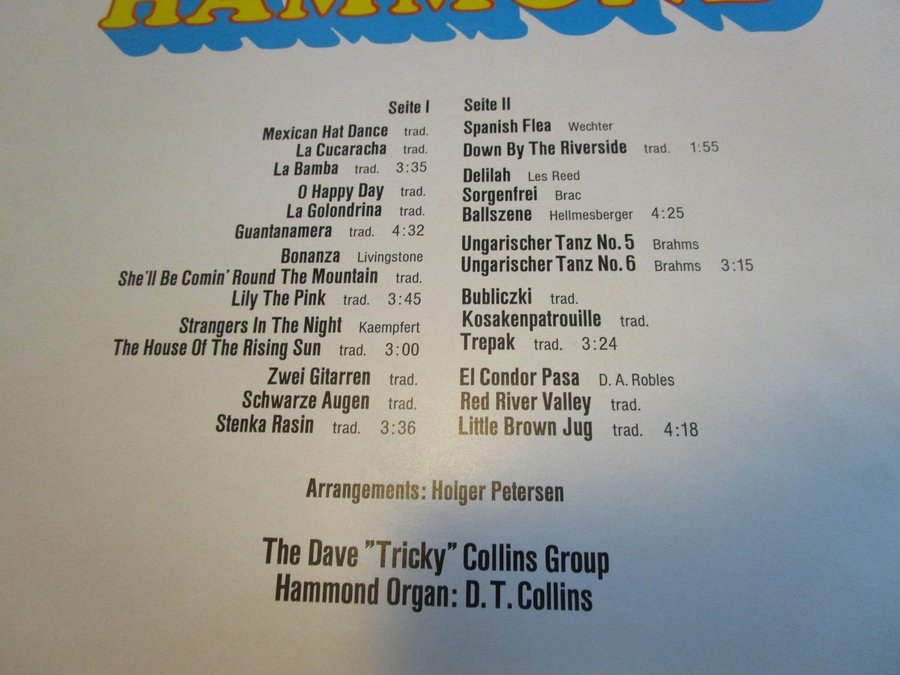 HAMMOND
Seite I
Mexican Hat Dance trad.
La Cucaracha trad.
La Bamba trad. 3:35
O Happy Day trad.
La Golondrina trad.
Guantanamera trad. 4:32
Bonanza Livingstone
She'll Be Comin' Round The Mountain trad.
Lily The Pink trad. 3:45
Strangers In The Night Kaempfert
The House Of The Rising Sun trad. 3:00
Zwei Gitarren trad.
Schwarze Augen trad.
Stenka Rasin trad. 3:36
Seite II
Spanish Flea Wechter
Down By The Riverside trad. 1:55
Delilah Les Reed
Sorgenfrei Brac
Ballszene Hellmesberger 4:25
Ungarischer Tanz No. 5 Brahms
Ungarischer Tanz No. 6 Brahms 3:15
Bubliczki trad.
Kosakenpatrouille trad.
Trepak trad. 3:24
El Condor Pasa D. A. Robles
Red River Valley trad.
Little Brown Jug trad. 4:18
Arrangements: Holger Petersen
The Dave "Tricky" Collins Group
Hammond Organ: D. T. Collins